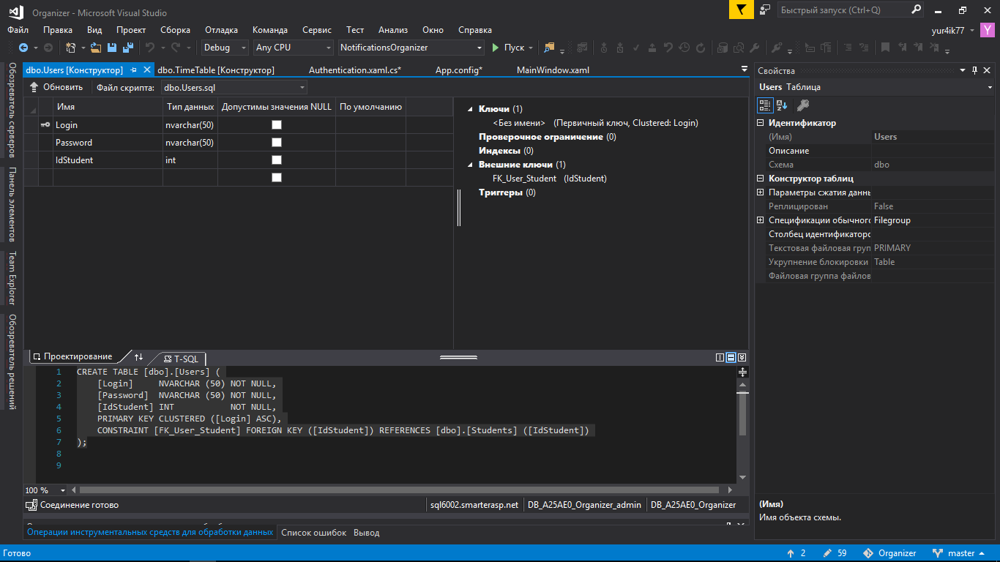 Organizer - Microsoft Visual Studio
Быстрый запуск (Ctrl+Q)
Файл Правка Вид Проект Сборка Отладка Команда Сервис Тест Анализ Окно Справка
yur4ik77 Y
Debug Any CPU NotificationsOrganizer Пуск
Обозреватель серверов
Панель элементов
Team Explorer
Обозреватель решений
dbo.Users [Конструктор] dbo.TimeTable [Конструктор] Authentication.xaml.cs* App.config* MainWindow.xaml
Обновить Файл скрипта: dbo.Users.sql
Имя Тип данных Допустимы значения NULL По умолчанию
Login nvarchar(50)
Password nvarchar(50)
IdStudent int
Ключи (1)
<Без имени> (Первичный ключ, Clustered: Login)
Проверочное ограничение (0)
Индексы (0)
Внешние ключи (1)
FK_User_Student (IdStudent)
Триггеры (0)
Проектирование T-SQL
1 CREATE TABLE [dbo].[Users] (
2 [Login] NVARCHAR (50) NOT NULL,
3 [Password] NVARCHAR (50) NOT NULL,
4 [IdStudent] INT NOT NULL,
5 PRIMARY KEY CLUSTERED ([Login] ASC),
6 CONSTRAINT [FK_User_Student] FOREIGN KEY ([IdStudent]) REFERENCES [dbo].[Students] ([IdStudent])
7 );
8
9
100 %
Соединение готово sql6002.smarterasp.net DB_A25AE0_Organizer_admin DB_A25AE0_Organizer
Операции инструментальных средств для обработки данных Список ошибок Вывод
Свойства
Users Таблица
Идентификатор
(Имя) Users
Описание
Схема dbo
Конструктор таблиц
Параметры сжатия данны
Реплицирован False
Спецификации обычного Filegroup
Столбец идентификаторо
Текстовая файловая груп PRIMARY
Укрупнение блокировки Table
Файловая группа файлов
(Имя)
Имя объекта схемы.
Готово 2 59 Organizer master